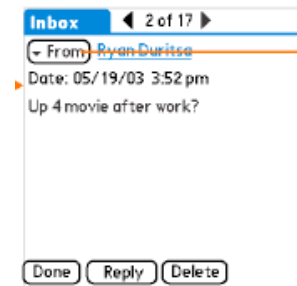 Inbox 2 of 17
From Ryan Duritsa
Date: 05/19/03 3:52 pm
Up 4 movie after work?
Done Reply Delete